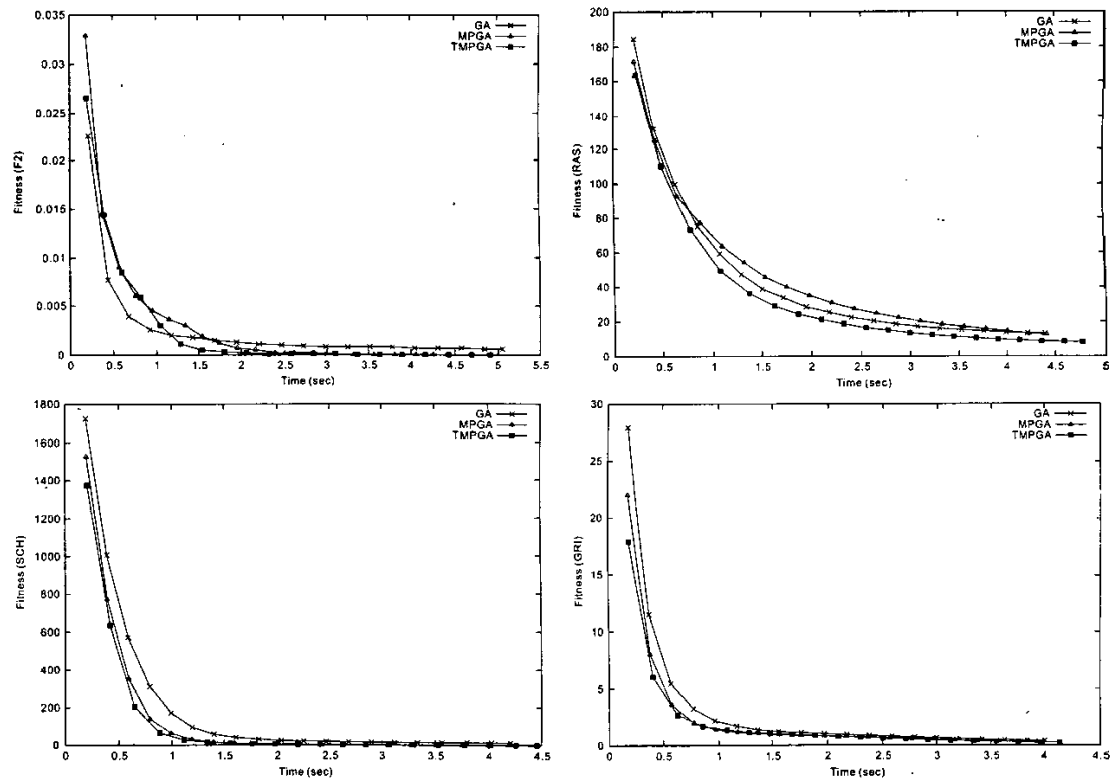 0.035
0.03
0.025
0.02
0.015
0.01
0.005
0
Fitness (F2)
GA
MPGA
TMPGA
0 0.5 1 1.5 2 2.5 3 3.5 4 4.5 5 5.5
Time (sec)
200
180
160
140
120
100
80
60
40
20
0
Fitness (RAS)
GA
MPGA
TMPGA
0 0.5 1 1.5 2 2.5 3 3.5 4 4.5 5
Time (sec)
1800
1600
1400
1200
1000
800
600
400
200
0
Fitness (SCH)
GA
MPGA
TMPGA
0 0.5 1 1.5 2 2.5 3 3.5 4 4.5
Time (sec)
30
25
20
15
10
5
0
Fitness (GRI)
GA
MPGA
TMPGA
0 0.5 1 1.5 2 2.5 3 3.5 4 4.5
Time (sec)